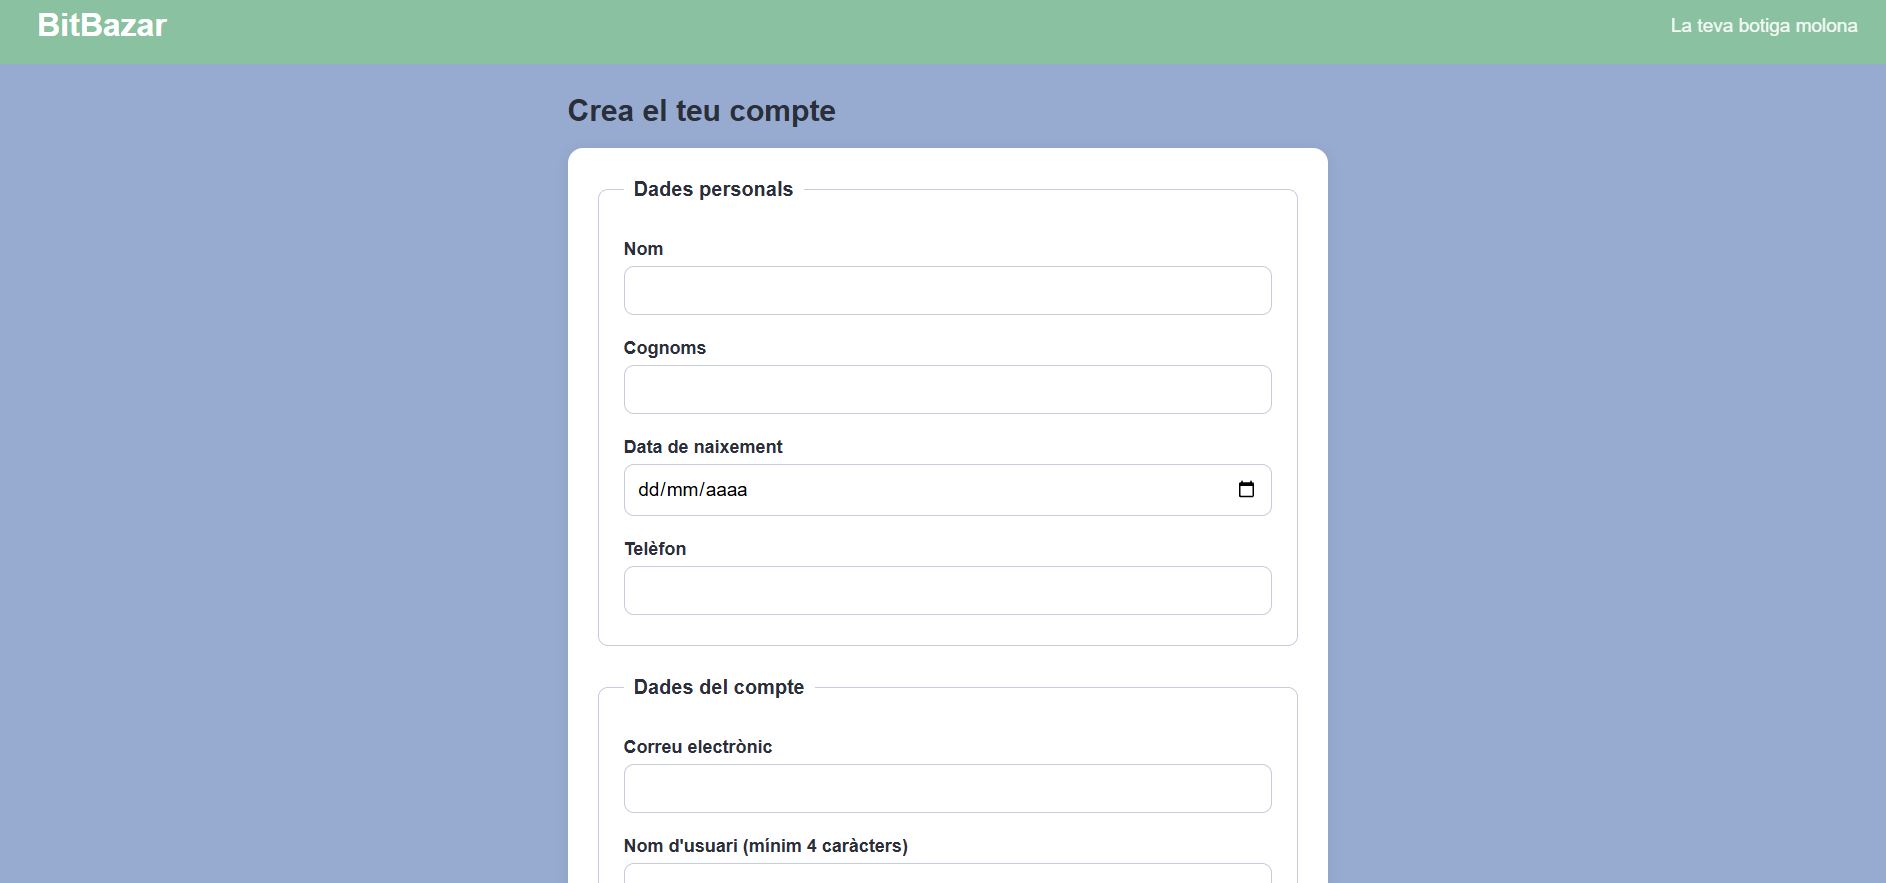 BitBazar
La teva botiga molona
Crea el teu compte
Dades personals
Nom
Cognoms
Data de naixement
dd/mm/aaaa
Telèfon
Dades del compte
Correu electrònic
Nom d'usuari (mínim 4 caràcters)